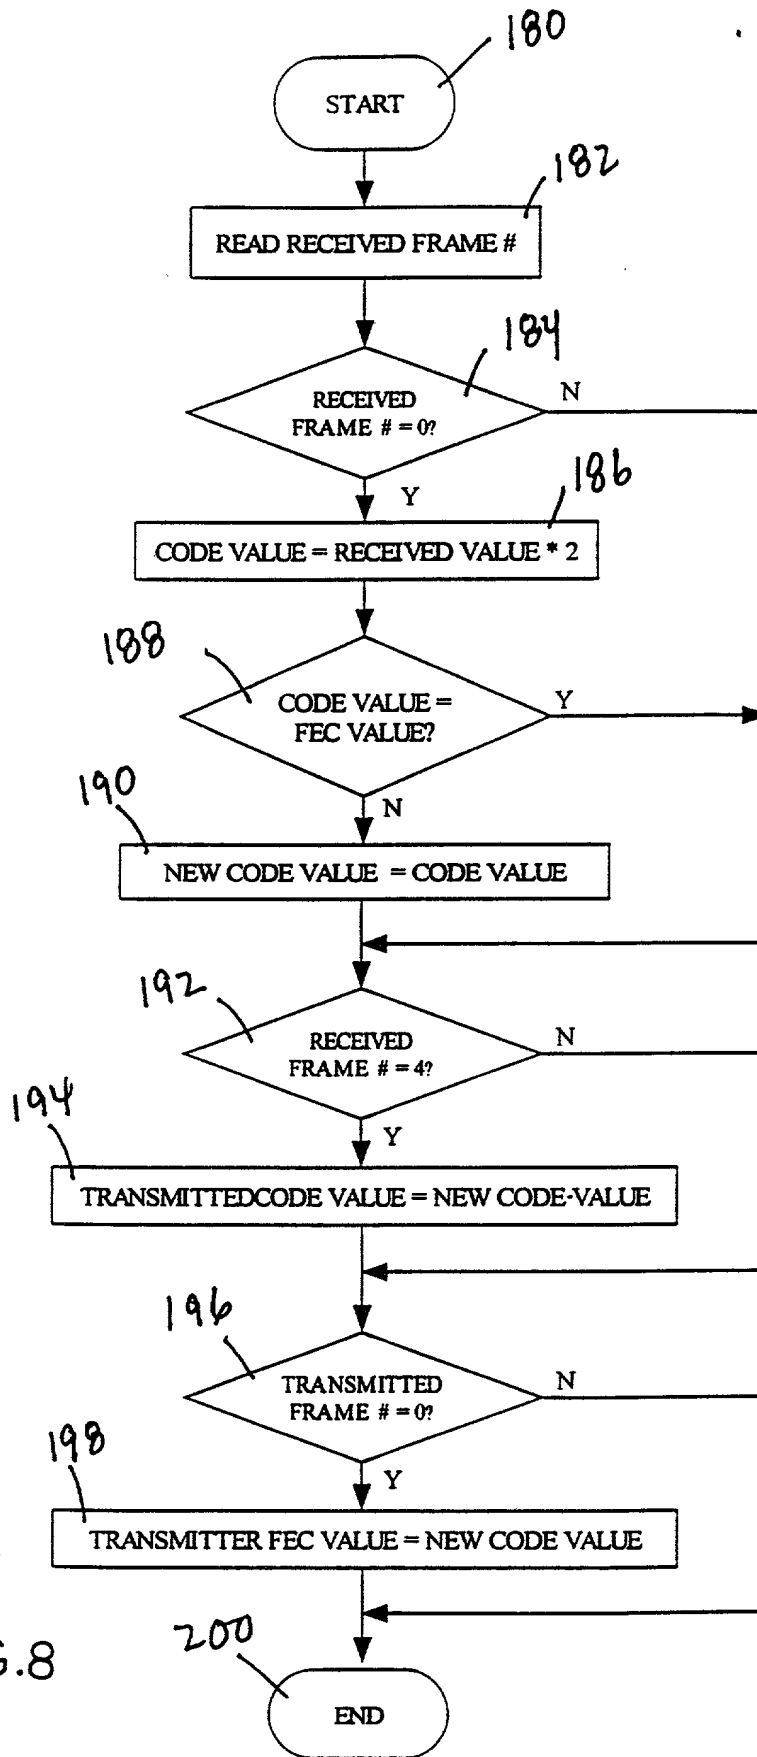 180
START
182
READ RECEIVED FRAME #
184
RECEIVED
FRAME # = 0?
N
Y
186
CODE VALUE = RECEIVED VALUE * 2
188
CODE VALUE =
FEC VALUE?
Y
N
190
NEW CODE VALUE = CODE VALUE
192
RECEIVED
FRAME # = 4?
N
Y
194
TRANSMITTEDCODE VALUE = NEW CODE-VALUE
196
TRANSMITTED
FRAME # = 0?
N
Y
198
TRANSMITTER FEC VALUE = NEW CODE VALUE
200
END
G.8